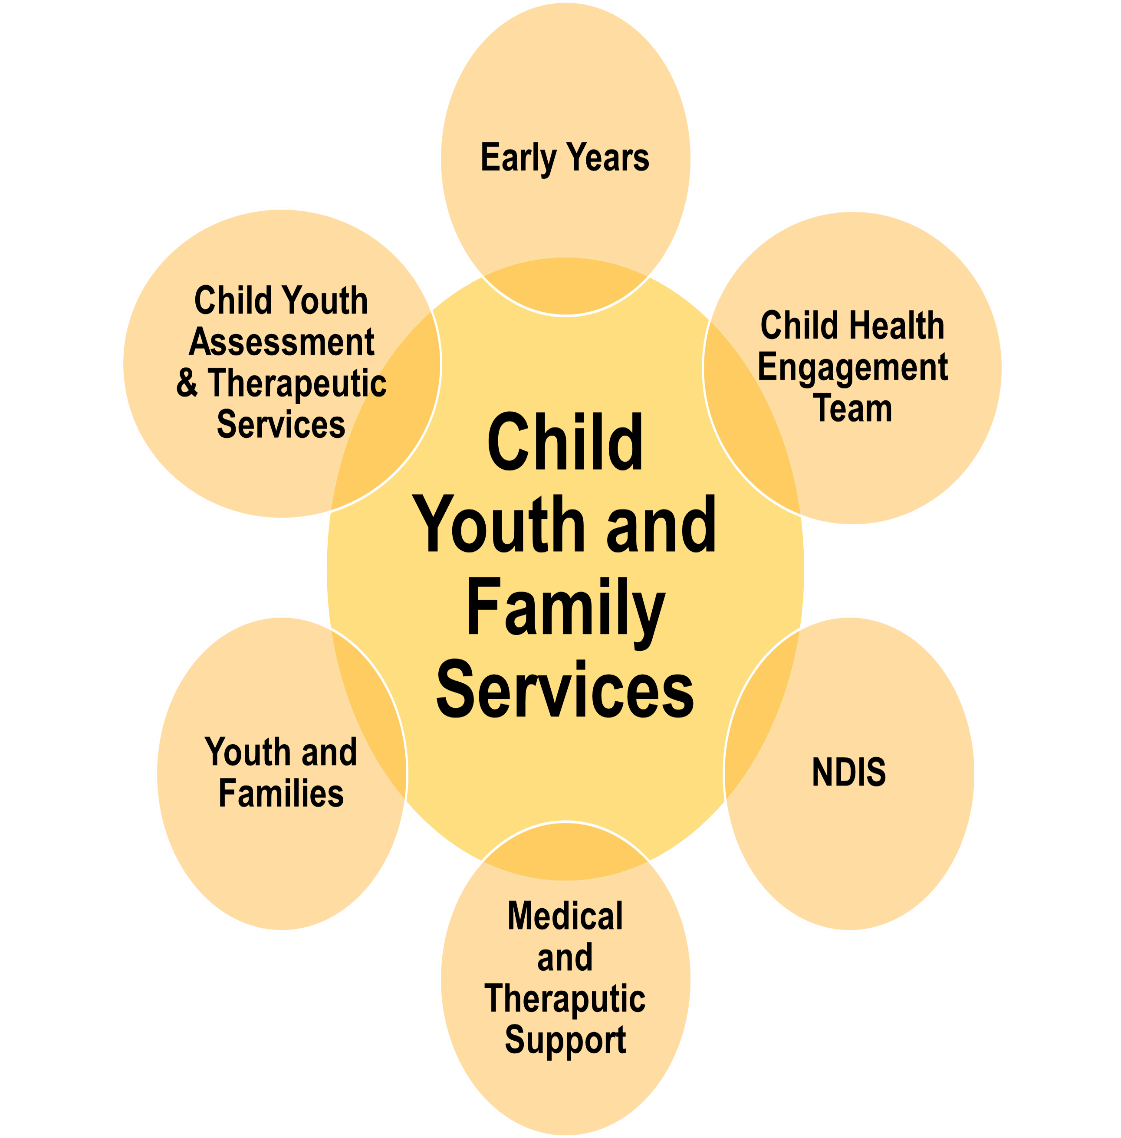 Early Years
Child Youth
Assessment
& Therapeutic
Services
Child Health
Engagement
Team
Child
Youth and
Family
Services
Youth and
Families
NDIS
Medical
and
Theraputic
Support